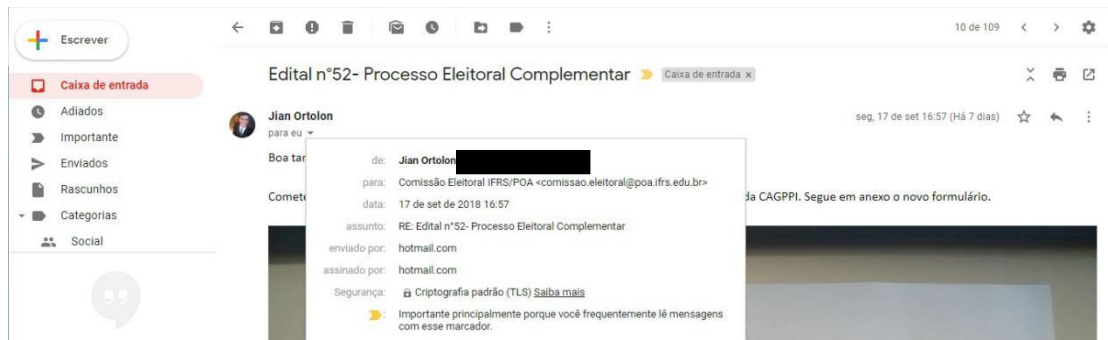 Escrever
10 de 109
Caixa de entrada
Adiados
Importante
Enviados
Rascunhos
Categorias
Social
Edital n°52- Processo Eleitoral Complementar Caixa de entrada x
Jian Ortolon seg, 17 de set 16:57 (Há 7 dias)
para eu
Boa tar
Comete da CAGPPI. Segue em anexo o novo formulário.
de: Jian Ortolon
para: Comissão Eleitoral IFRS/POA <comissao.eleitoral@poa.ifrs.edu.br>
data: 17 de set de 2018 16:57
assunto: RE: Edital n°52- Processo Eleitoral Complementar
enviado por: hotmail.com
assinado por: hotmail.com
Segurança: Criptografia padrão (TLS) Saiba mais
: Importante principalmente porque você frequentemente lê mensagens
com esse marcador.